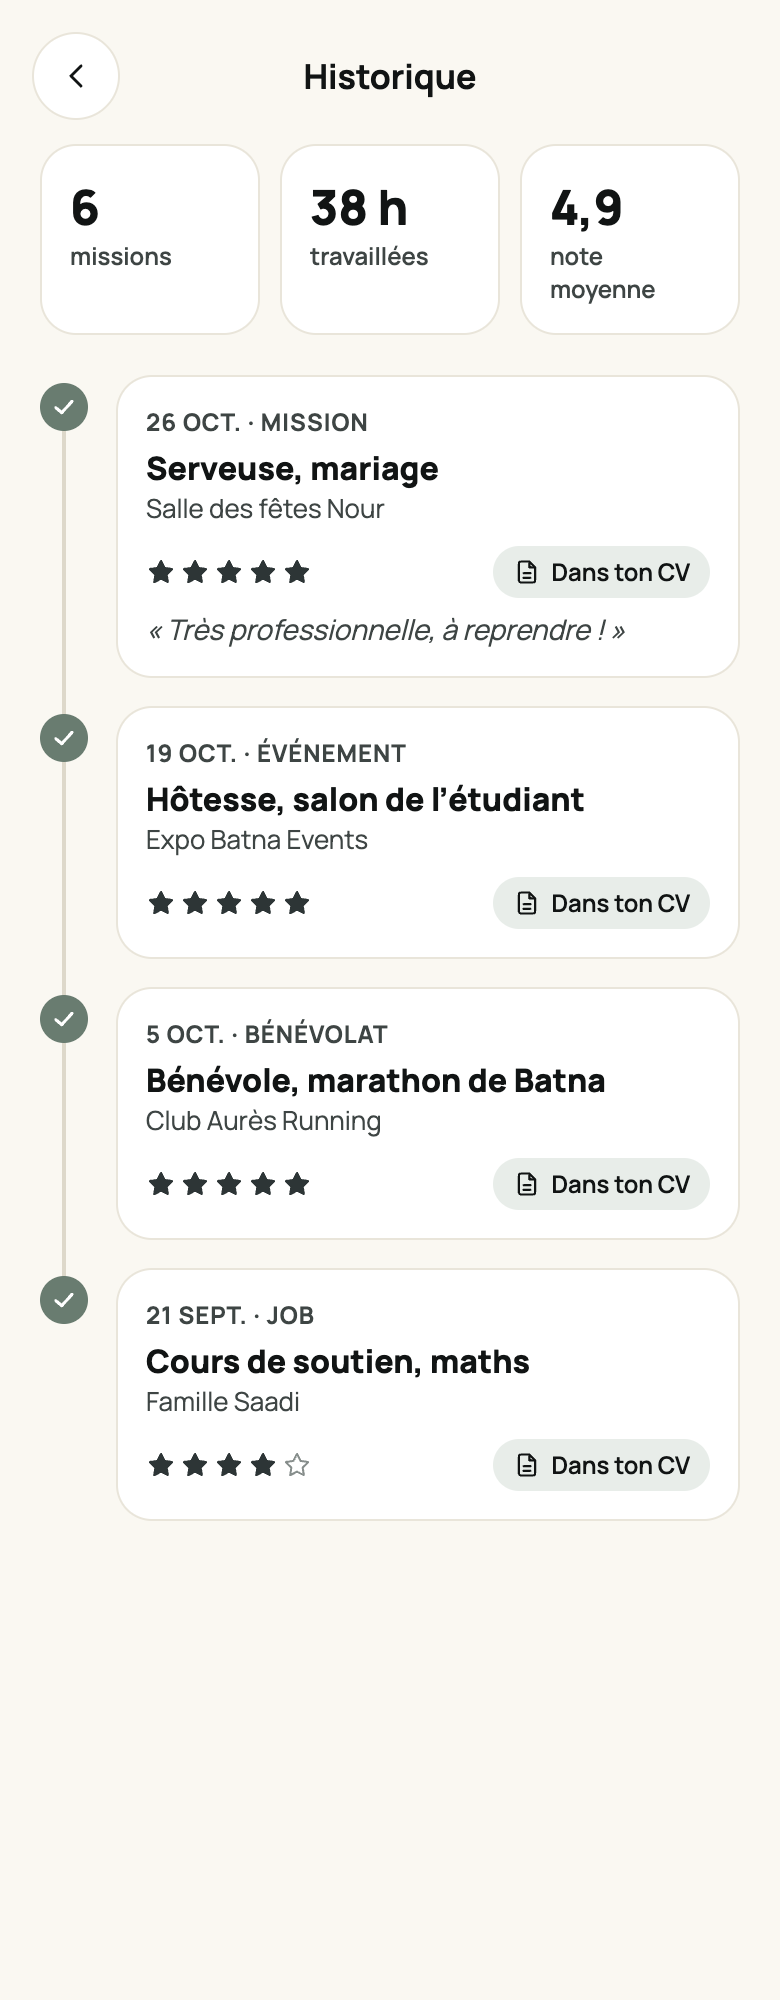 Historique
6
missions
38 h
travaillées
4,9
note
moyenne
26 OCT. · MISSION
Serveuse, mariage
Salle des fêtes Nour
Dans ton CV
« Très professionnelle, à reprendre ! »
19 OCT. · ÉVÉNEMENT
Hôtesse, salon de l’étudiant
Expo Batna Events
Dans ton CV
5 OCT. · BÉNÉVOLAT
Bénévole, marathon de Batna
Club Aurès Running
Dans ton CV
21 SEPT. · JOB
Cours de soutien, maths
Famille Saadi
Dans ton CV